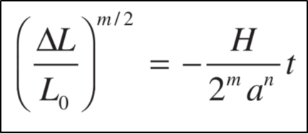 (ΔL/L₀)^{m/2} = − H/(2^m a^n) t